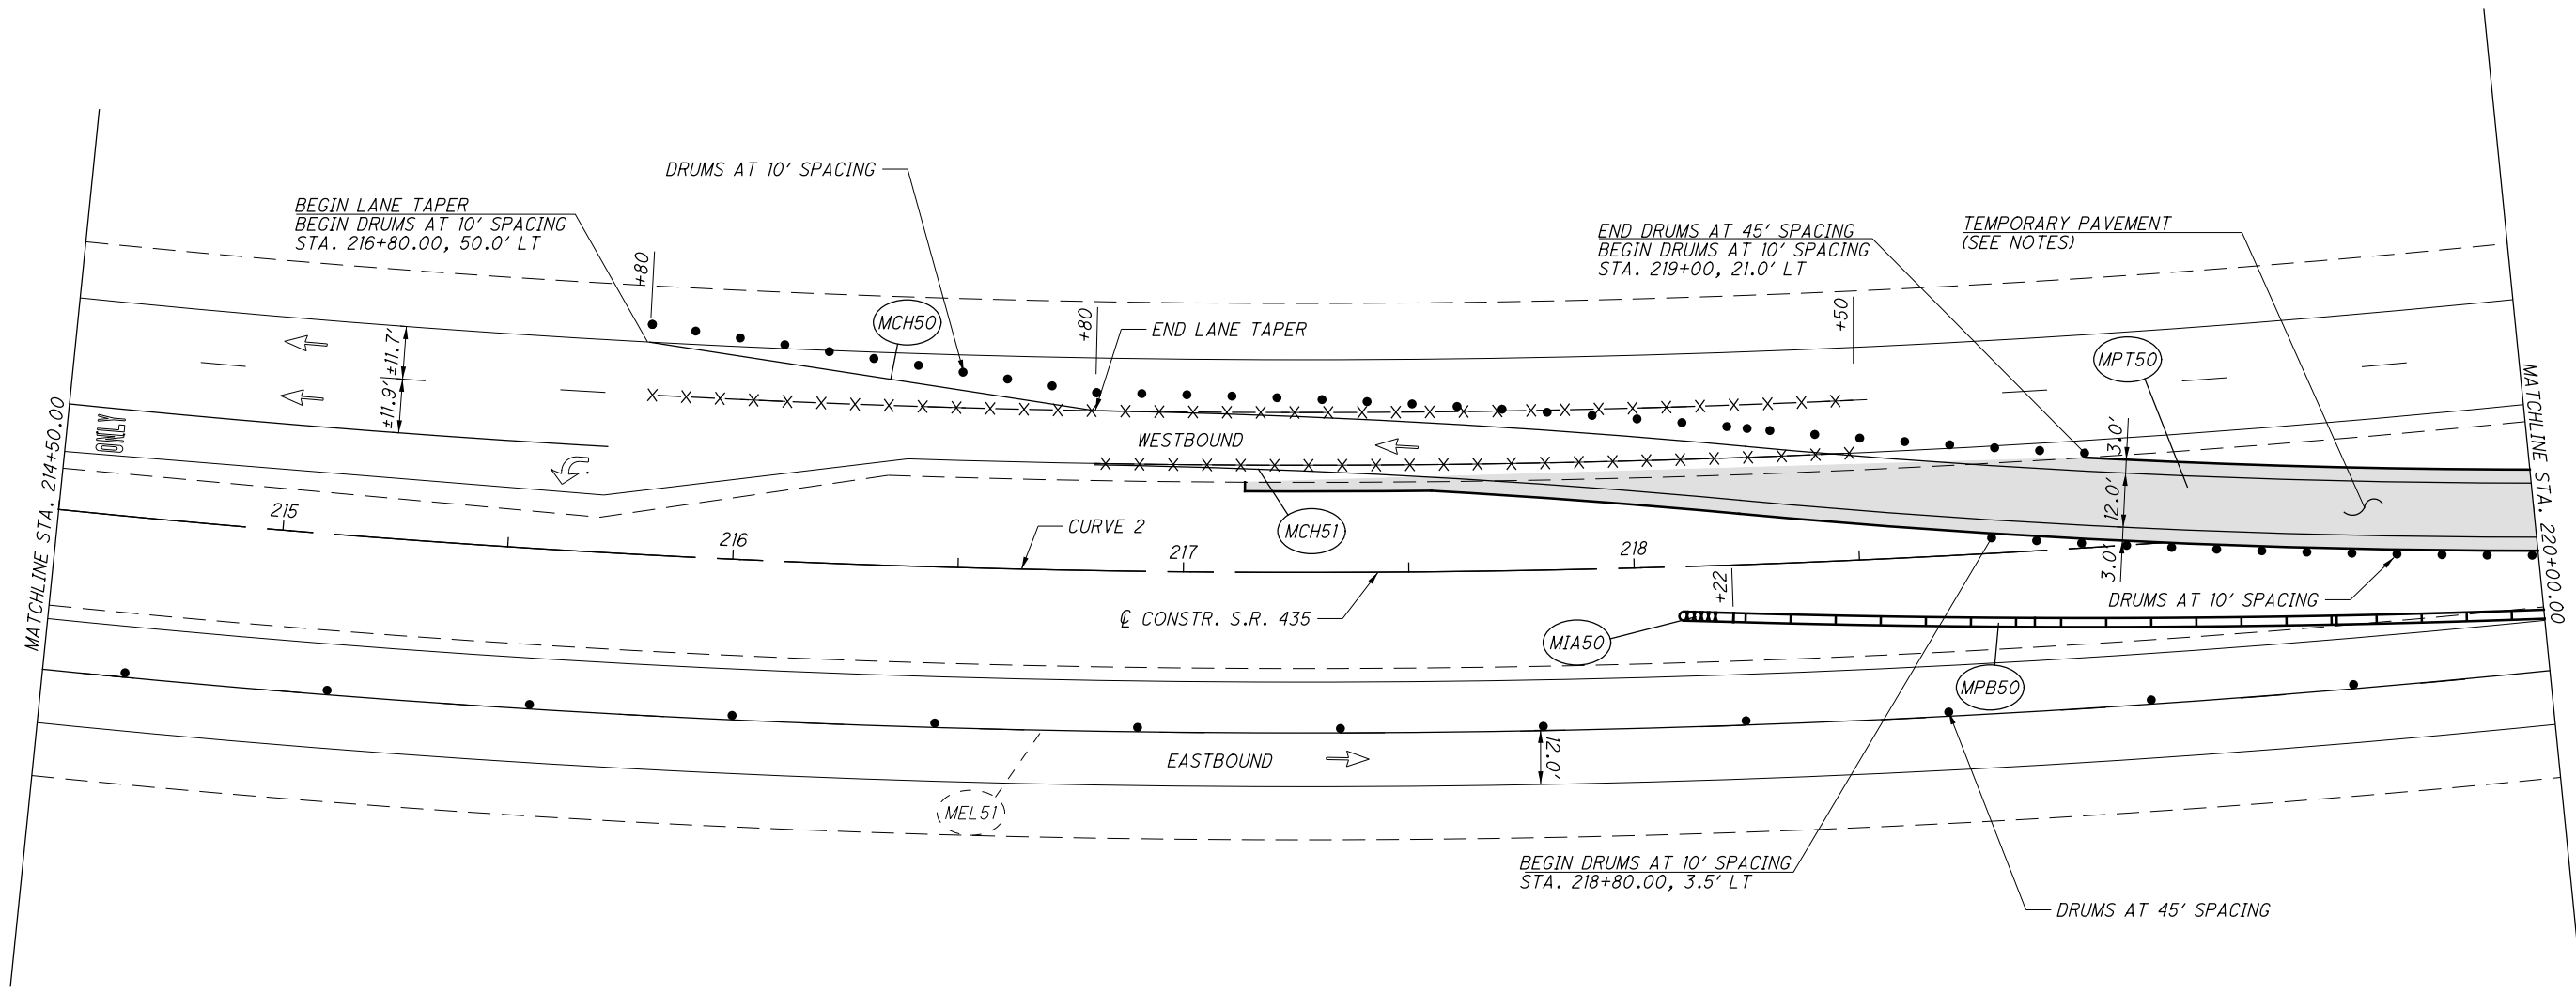 DRUMS AT 10' SPACING
BEGIN LANE TAPER
BEGIN DRUMS AT 10' SPACING
STA. 216+80.00, 50.0' LT
END DRUMS AT 45' SPACING
BEGIN DRUMS AT 10' SPACING
STA. 219+00, 21.0' LT
TEMPORARY PAVEMENT
(SEE NOTES)
+80
MCH50
+80
END LANE TAPER
+50
MPT50
±11.7'
±11.9'
MATCHLINE STA. 214+50.00
ONLY
WESTBOUND
3.0'
12.0'
3.0'
MATCHLINE STA. 220+00.00
215
216
CURVE 2
217
MCH51
218
+22
℄ CONSTR. S.R. 435
DRUMS AT 10' SPACING
MIA50
MPB50
EASTBOUND
12.0'
MEL51
BEGIN DRUMS AT 10' SPACING
STA. 218+80.00, 3.5' LT
DRUMS AT 45' SPACING